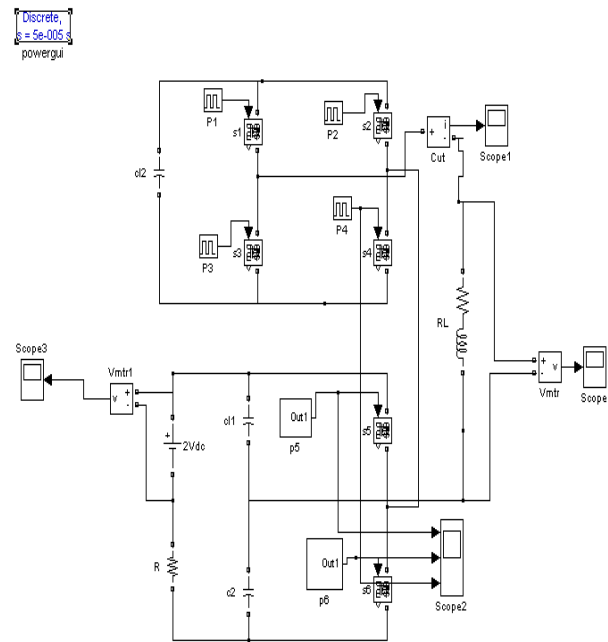 Discrete,
s = 5e-005 s
powergui
P1
s1
P2
s2
i
+
-
Cut
Scope1
cl2
P4
P3
s3
s4
RL
Scope3
Vmtr1
v
+
-
+
-
v
Vmtr
Scope
+
2Vdc
cl1
Out1
p5
s5
R
c2
Out1
p6
s6
Scope2